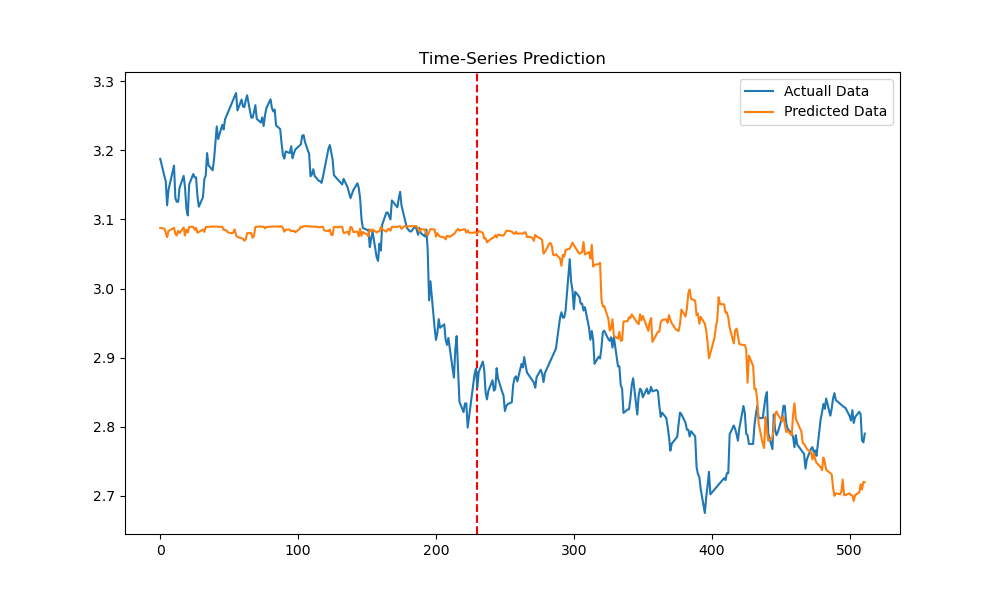 Time-Series Prediction
Actuall Data
Predicted Data
3.3
3.2
3.1
3.0
2.9
2.8
2.7
0 100 200 300 400 500